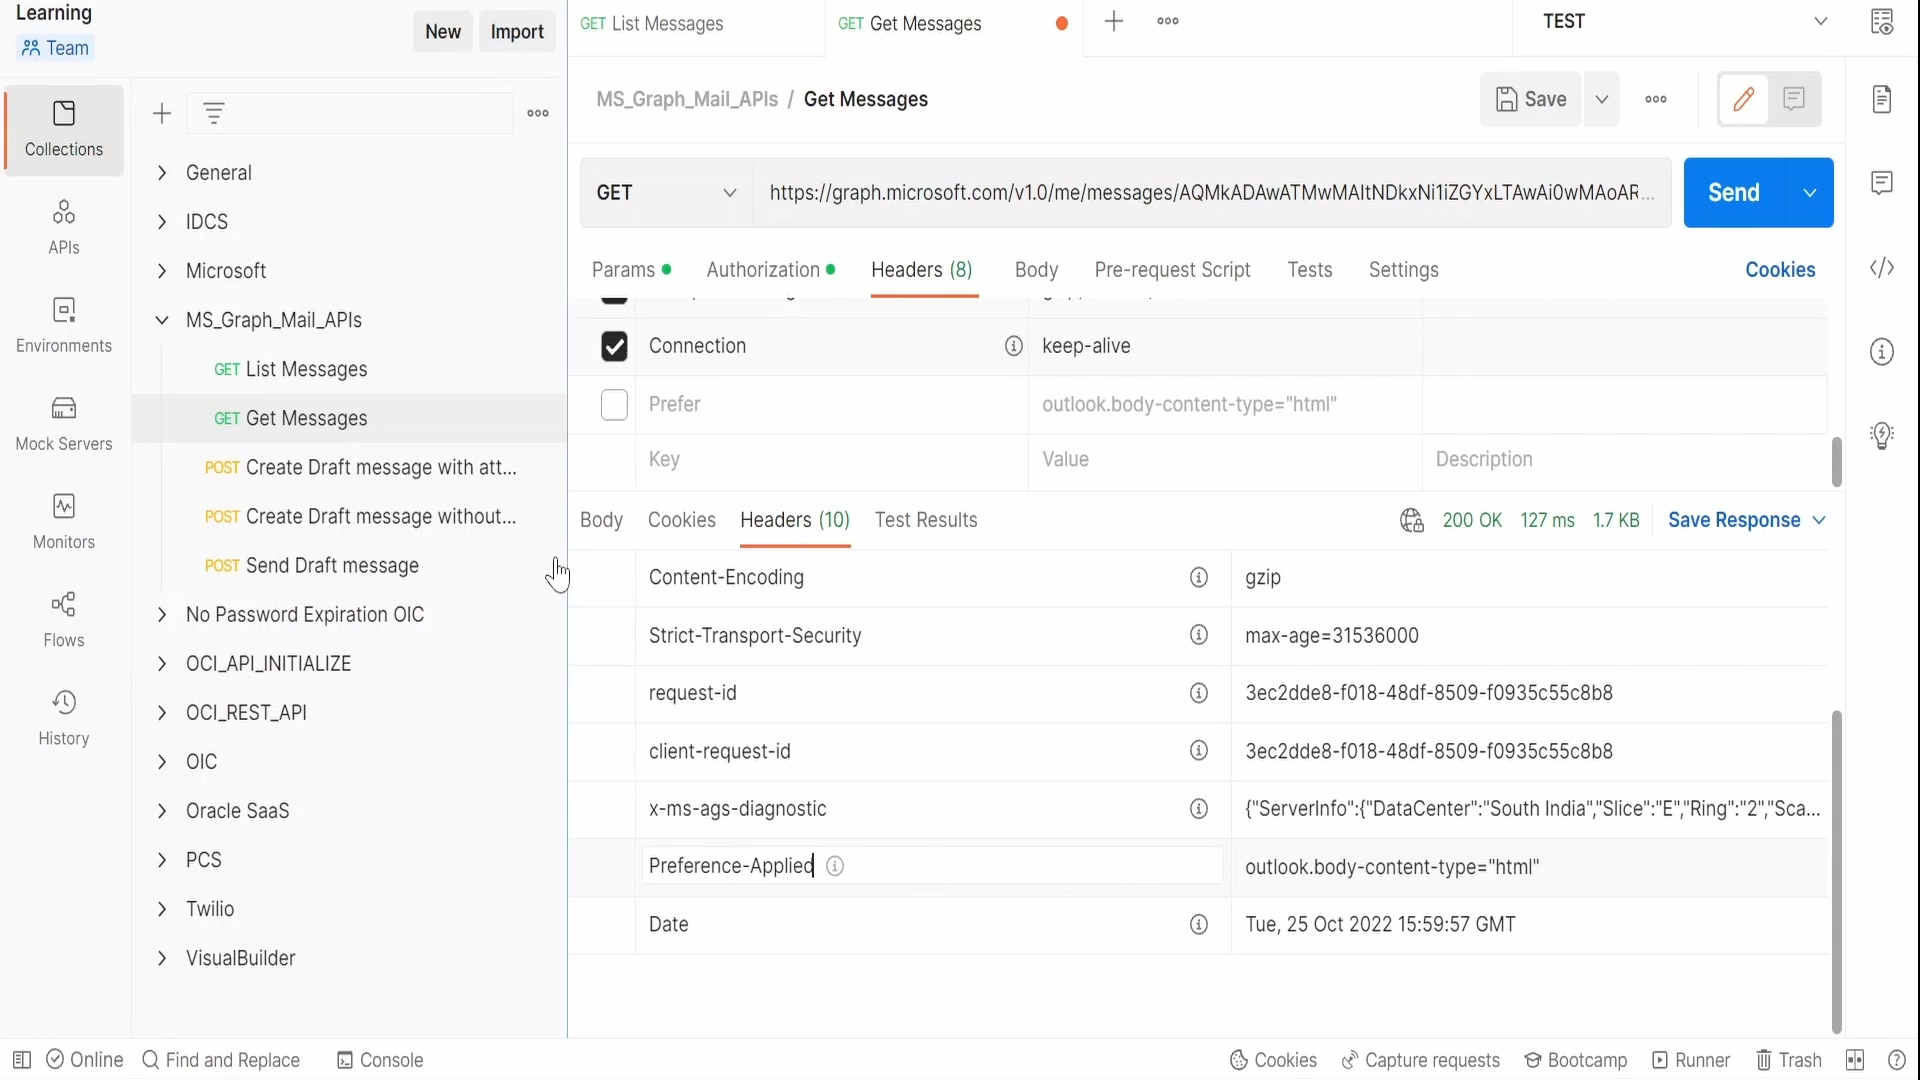 Learning
Team
New
Import
GET List Messages
GET Get Messages
TEST
Collections
APIs
Environments
Mock Servers
Monitors
Flows
History
General
IDCS
Microsoft
MS_Graph_Mail_APIs
GET List Messages
GET Get Messages
POST Create Draft message with att...
POST Create Draft message without...
POST Send Draft message
No Password Expiration OIC
OCI_API_INITIALIZE
OCI_REST_API
OIC
Oracle SaaS
PCS
Twilio
VisualBuilder
MS_Graph_Mail_APIs / Get Messages
Save
GET
https://graph.microsoft.com/v1.0/me/messages/AQMkADAwATMwMAItNDkxNi1iZGYxLTAwAi0wMAoAR...
Send
Params
Authorization
Headers (8)
Body
Pre-request Script
Tests
Settings
Cookies
Connection keep-alive
Prefer outlook.body-content-type="html"
Key Value Description
Body
Cookies
Headers (10)
Test Results
200 OK 127 ms 1.7 KB
Save Response
Content-Encoding gzip
Strict-Transport-Security max-age=31536000
request-id 3ec2dde8-f018-48df-8509-f0935c55c8b8
client-request-id 3ec2dde8-f018-48df-8509-f0935c55c8b8
x-ms-ags-diagnostic {"ServerInfo":{"DataCenter":"South India","Slice":"E","Ring":"2","Sca...
Preference-Applied outlook.body-content-type="html"
Date Tue, 25 Oct 2022 15:59:57 GMT
Online
Find and Replace
Console
Cookies
Capture requests
Bootcamp
Runner
Trash